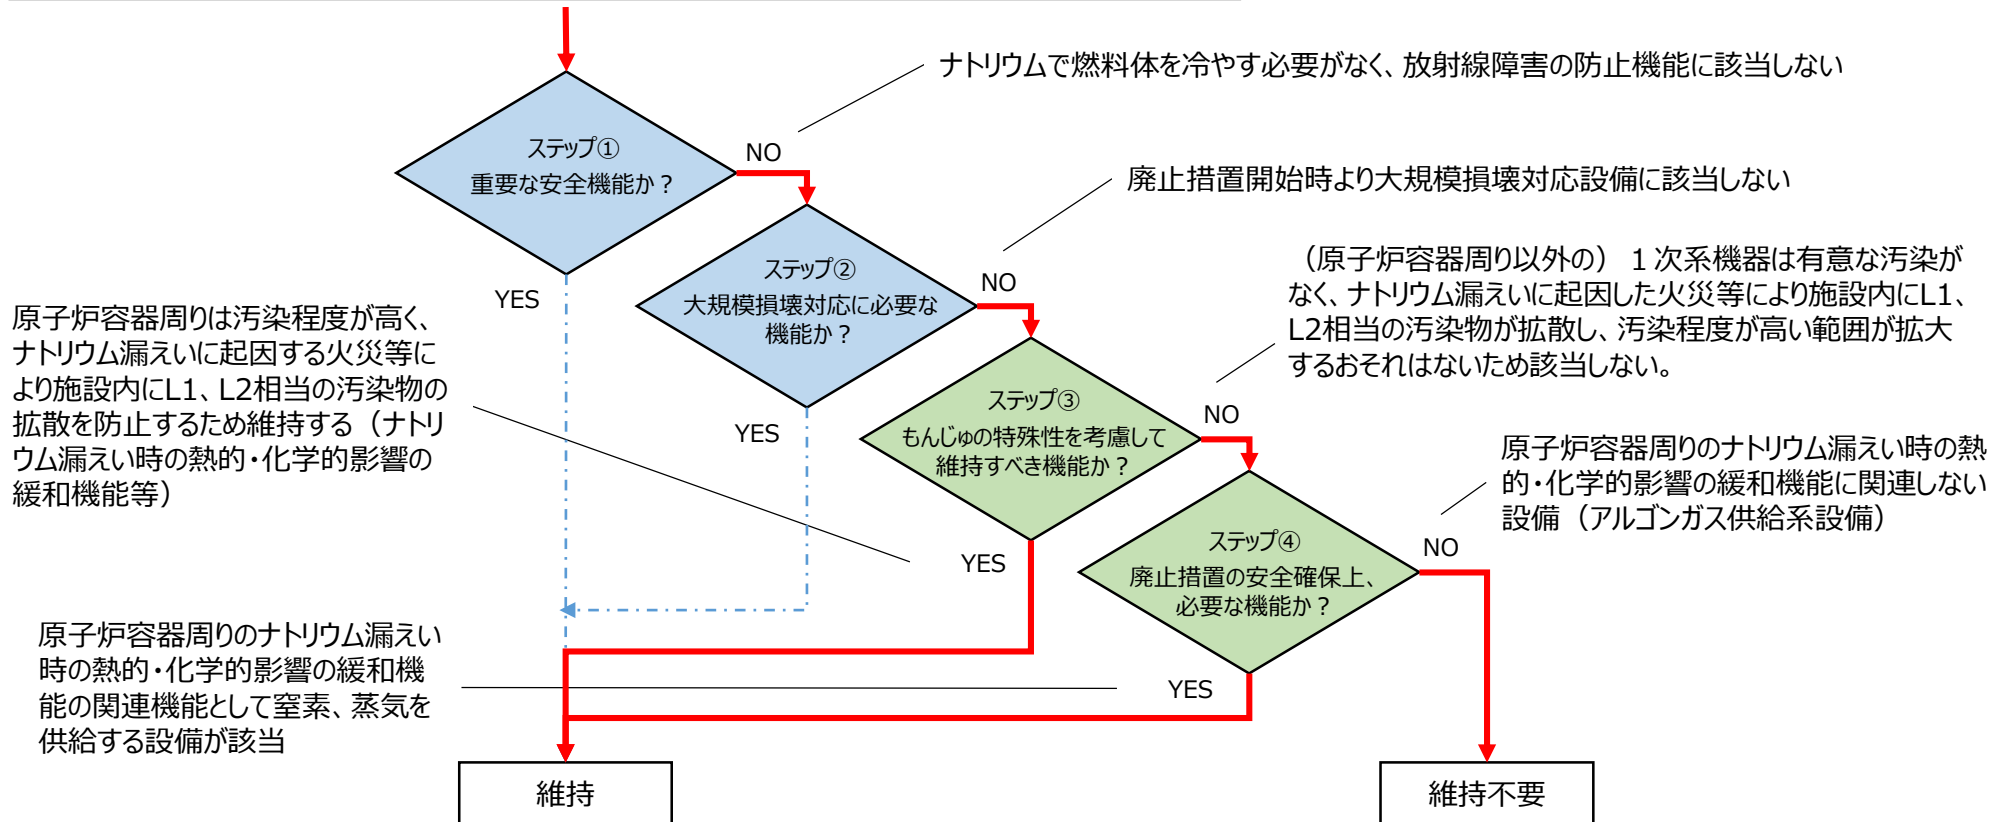 ナトリウムで燃料体を冷やす必要がなく、放射線障害の防止機能に該当しない
ステップ①
重要な安全機能か？
NO
YES
廃止措置開始時より大規模損壊対応設備に該当しない
ステップ②
大規模損壊対応に必要な
機能か？
NO
YES
（原子炉容器周り以外の）１次系機器は有意な汚染が
なく、ナトリウム漏えいに起因した火災等により施設内にL1、
L2相当の汚染物が拡散し、汚染程度が高い範囲が拡大
するおそれはないため該当しない。
原子炉容器周りは汚染程度が高く、
ナトリウム漏えいに起因する火災等に
より施設内にL1、L2相当の汚染物の
拡散を防止するため維持する（ナトリ
ウム漏えい時の熱的・化学的影響の
緩和機能等）
ステップ③
もんじゅの特殊性を考慮して
維持すべき機能か？
NO
YES
原子炉容器周りのナトリウム漏えい時の熱
的・化学的影響の緩和機能に関連しない
設備（アルゴンガス供給系設備）
ステップ④
廃止措置の安全確保上、
必要な機能か？
NO
YES
原子炉容器周りのナトリウム漏えい
時の熱的・化学的影響の緩和機
能の関連機能として窒素、蒸気を
供給する設備が該当
維持
維持不要